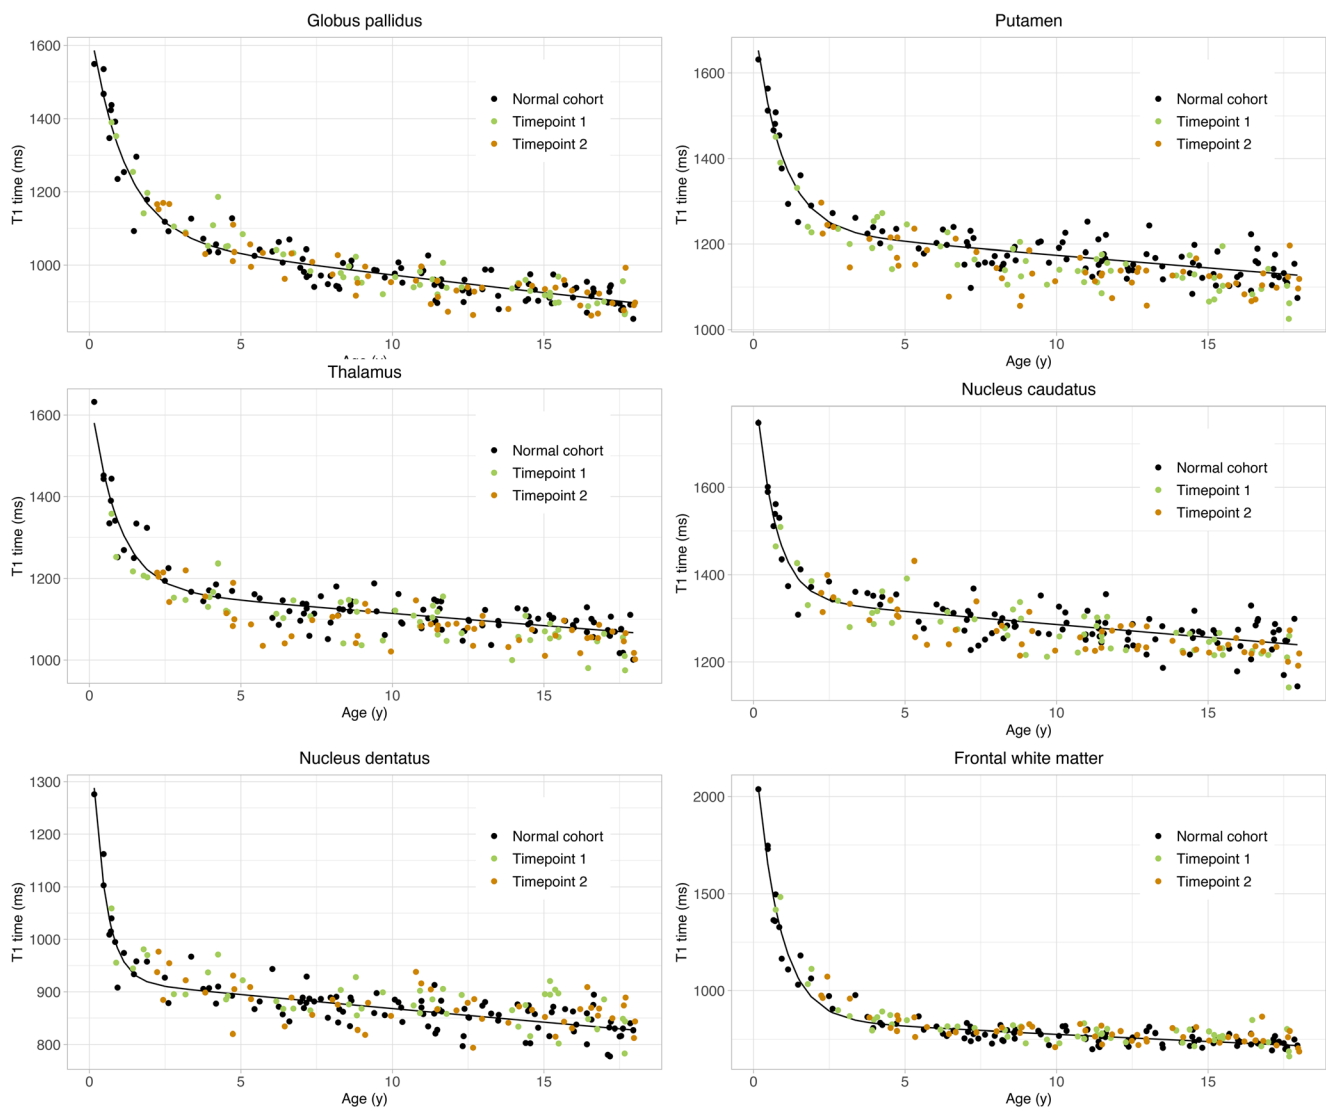 Globus pallidus
T1 time (ms)
1600
1400
1200
1000
Normal cohort
Timepoint 1
Timepoint 2
0 5 10 15
Putamen
T1 time (ms)
1600
1400
1200
1000
Normal cohort
Timepoint 1
Timepoint 2
0 5 10 15
Age (y)
Thalamus
T1 time (ms)
1600
1400
1200
1000
Normal cohort
Timepoint 1
Timepoint 2
0 5 10 15
Age (y)
Nucleus caudatus
T1 time (ms)
1600
1400
1200
Normal cohort
Timepoint 1
Timepoint 2
0 5 10 15
Age (y)
Nucleus dentatus
T1 time (ms)
1300
1200
1100
1000
900
800
Normal cohort
Timepoint 1
Timepoint 2
0 5 10 15
Age (y)
Frontal white matter
T1 time (ms)
2000
1500
1000
Normal cohort
Timepoint 1
Timepoint 2
0 5 10 15
Age (y)